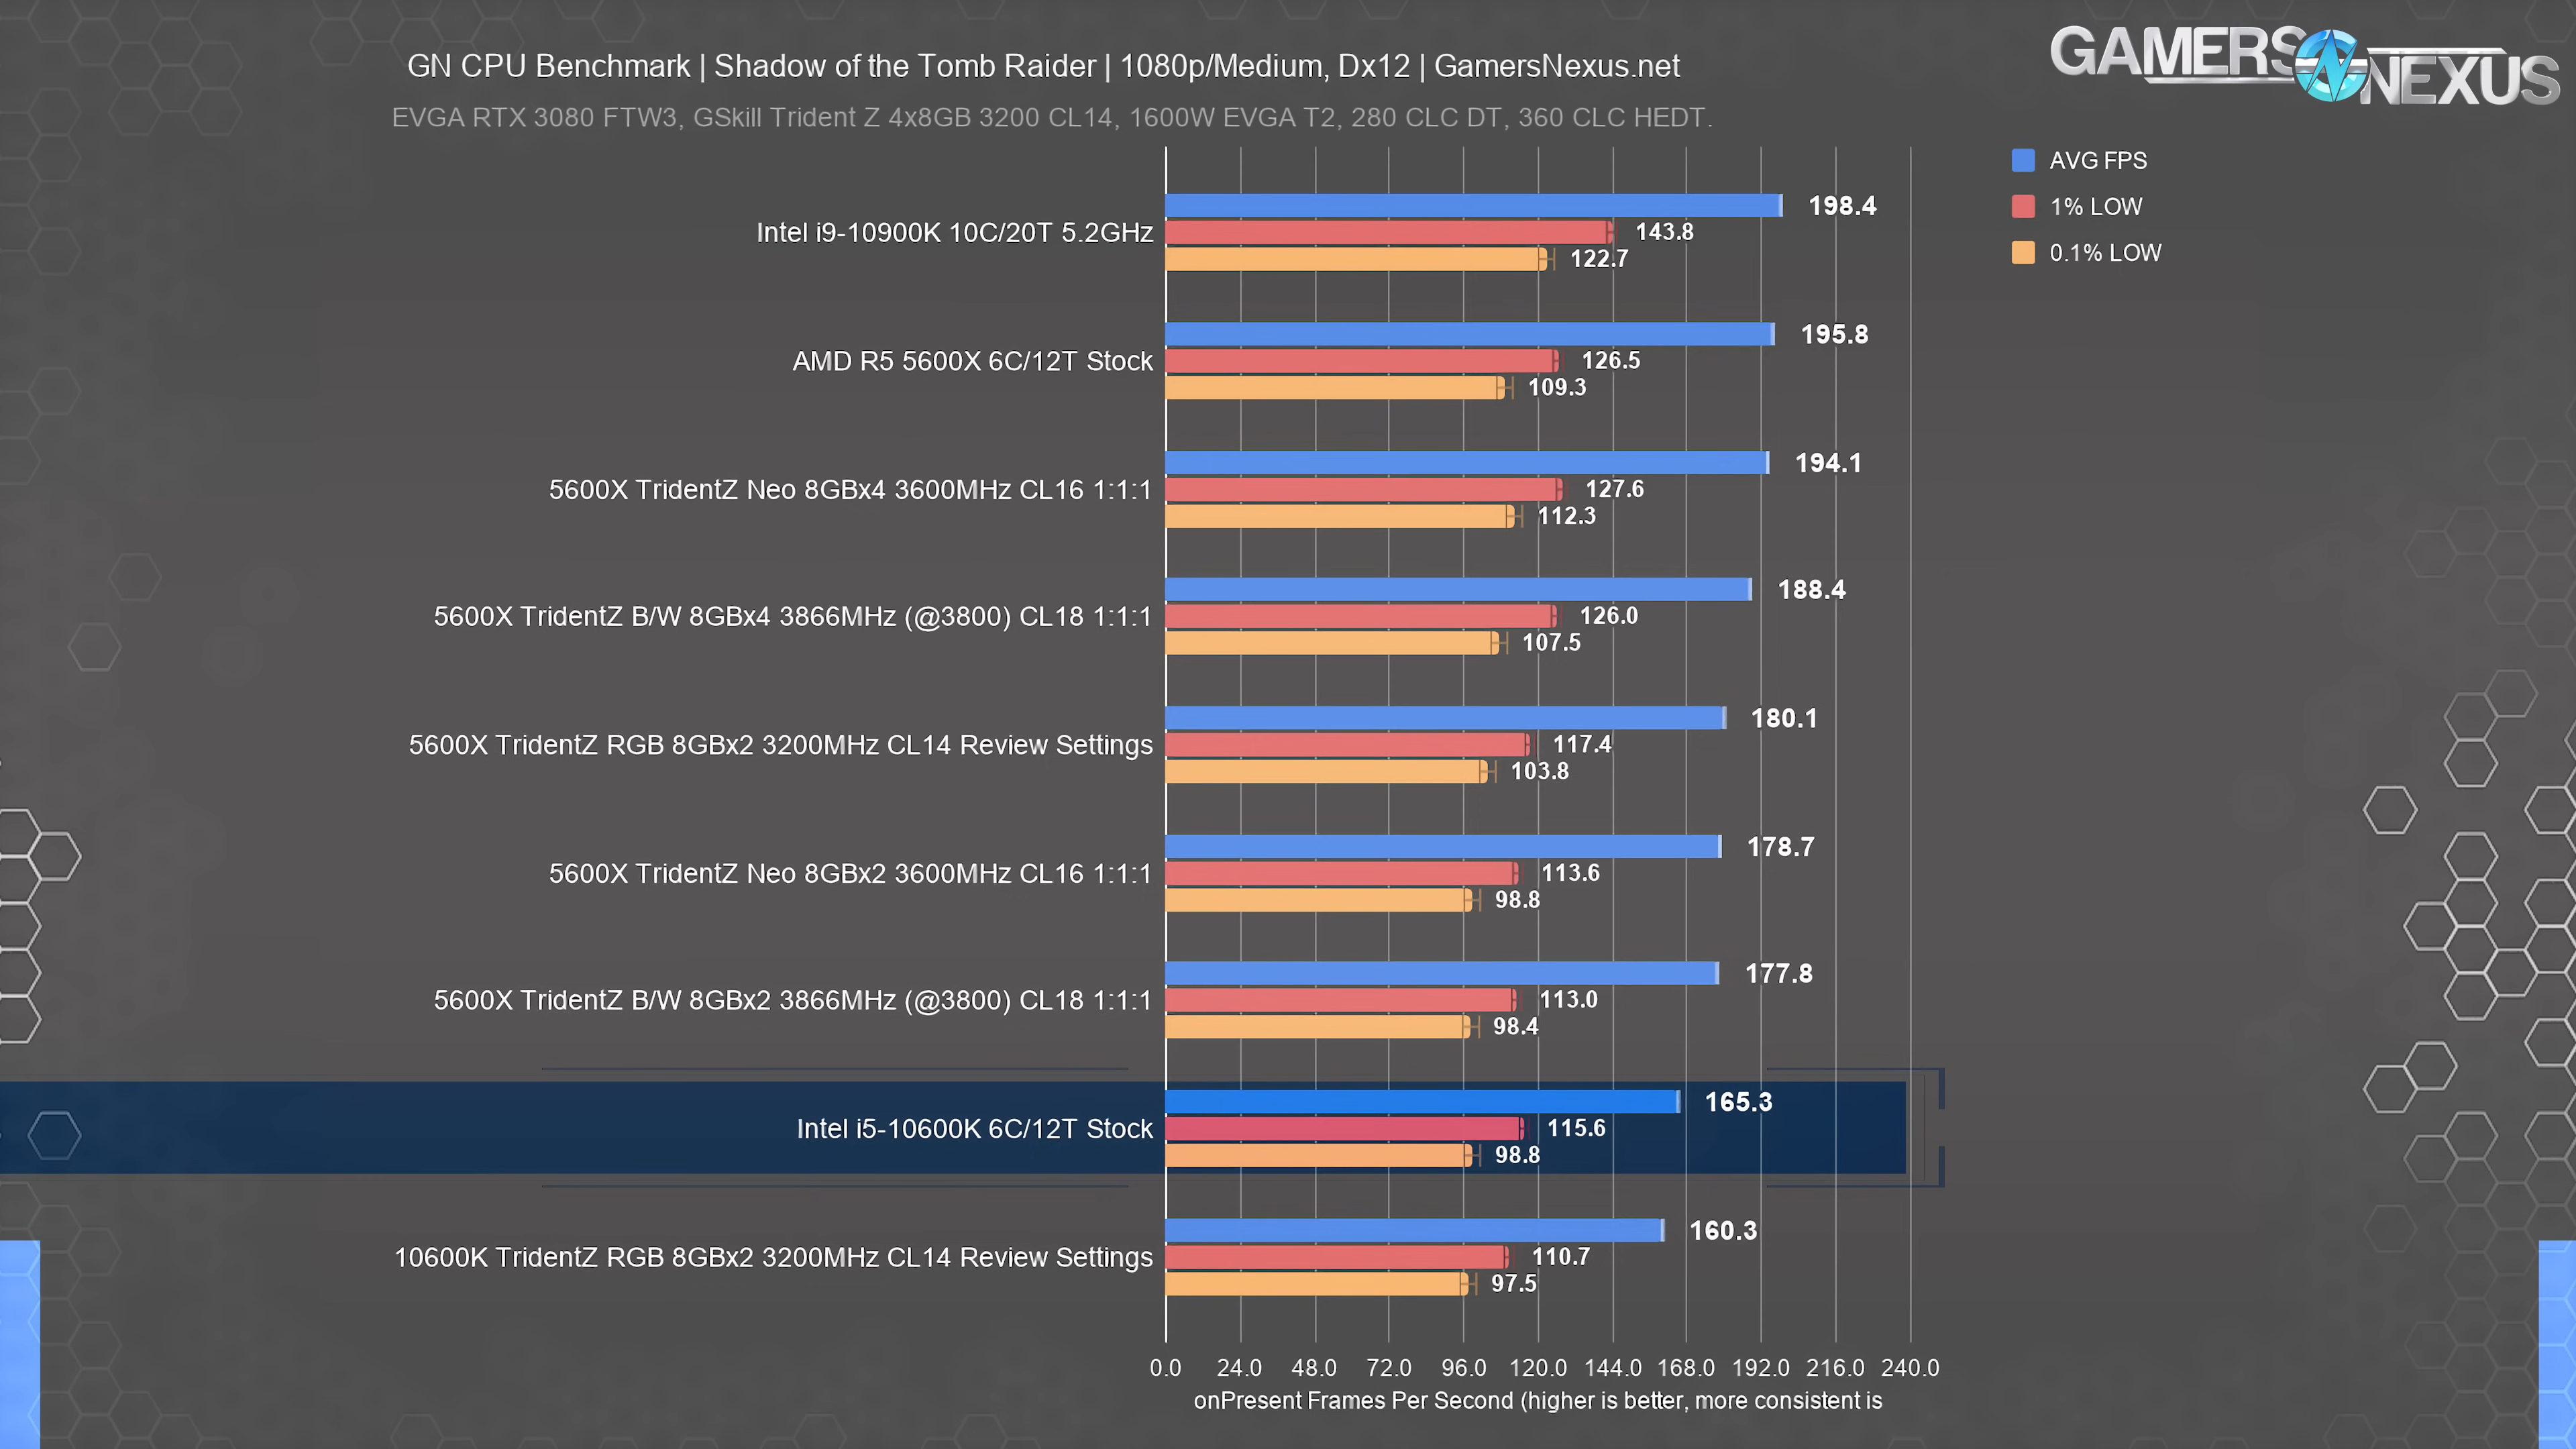 GN CPU Benchmark | Shadow of the Tomb Raider | 1080p/Medium, Dx12 | GamersNexus.net
EVGA RTX 3080 FTW3, GSkill Trident Z 4x8GB 3200 CL14, 1600W EVGA T2, 280 CLC DT, 360 CLC HEDT.
GAMERS NEXUS
AVG FPS
1% LOW
0.1% LOW
Intel i9-10900K 10C/20T 5.2GHz
198.4
143.8
122.7
AMD R5 5600X 6C/12T Stock
195.8
126.5
109.3
5600X TridentZ Neo 8GBx4 3600MHz CL16 1:1:1
194.1
127.6
112.3
5600X TridentZ B/W 8GBx4 3866MHz (@3800) CL18 1:1:1
188.4
126.0
107.5
5600X TridentZ RGB 8GBx2 3200MHz CL14 Review Settings
180.1
117.4
103.8
5600X TridentZ Neo 8GBx2 3600MHz CL16 1:1:1
178.7
113.6
98.8
5600X TridentZ B/W 8GBx2 3866MHz (@3800) CL18 1:1:1
177.8
113.0
98.4
Intel i5-10600K 6C/12T Stock
165.3
115.6
98.8
10600K TridentZ RGB 8GBx2 3200MHz CL14 Review Settings
160.3
110.7
97.5
0.0 24.0 48.0 72.0 96.0 120.0 144.0 168.0 192.0 216.0 240.0
onPresent Frames Per Second (higher is better, more consistent is